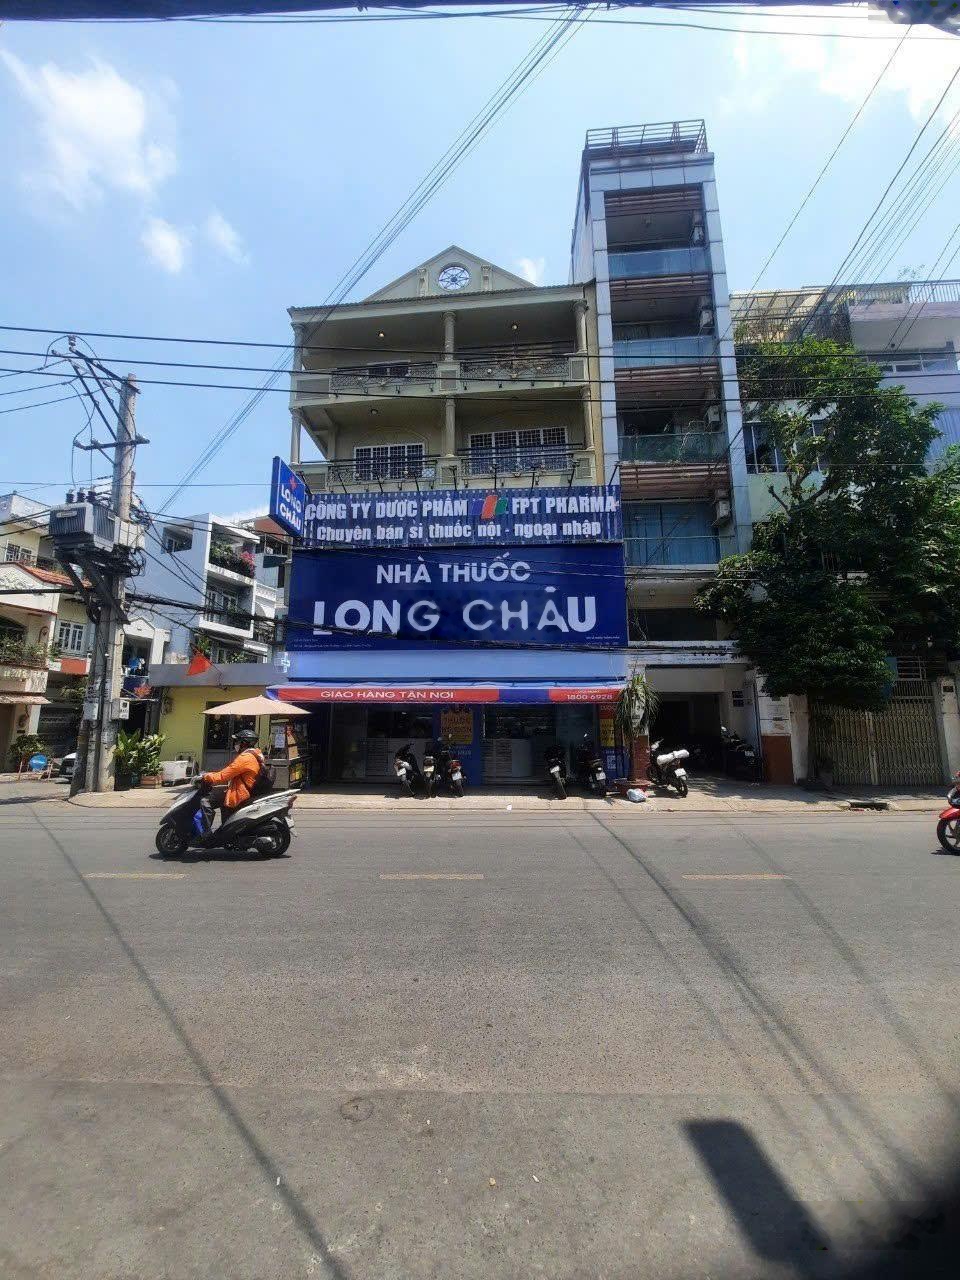 LONG
CHÂU
CÔNG TY DƯỢC PHẨM FPT PHARMA
Chuyên bán sỉ thuốc nội - ngoại nhập
NHÀ THUỐC
LONG CHÂU
GIAO HÀNG TẬN NƠI
1800 6928
THUỐC